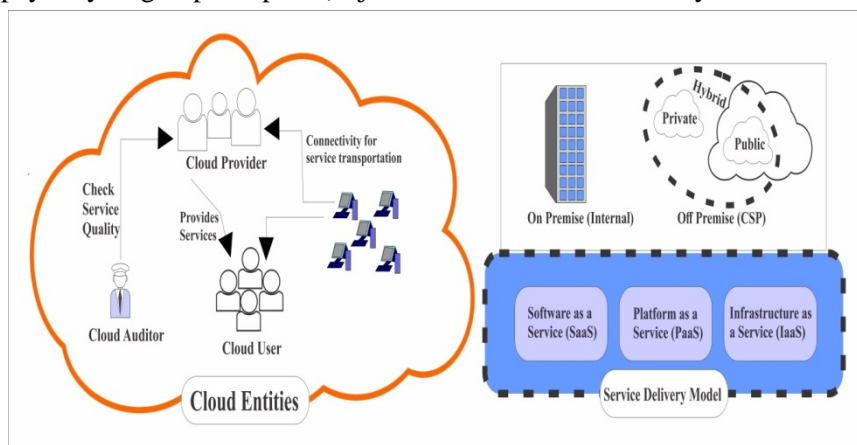 Cloud Provider
Connectivity for
service transportation
Check
Service
Quality
Provides
Services
Cloud Auditor
Cloud User
Cloud Entities
Hybrid
Private
Public
On Premise (Internal)
Off Premise (CSP)
Software as a
Service (SaaS)
Platform as a
Service (PaaS)
Infrastructure as
a Service (IaaS)
Service Delivery Model